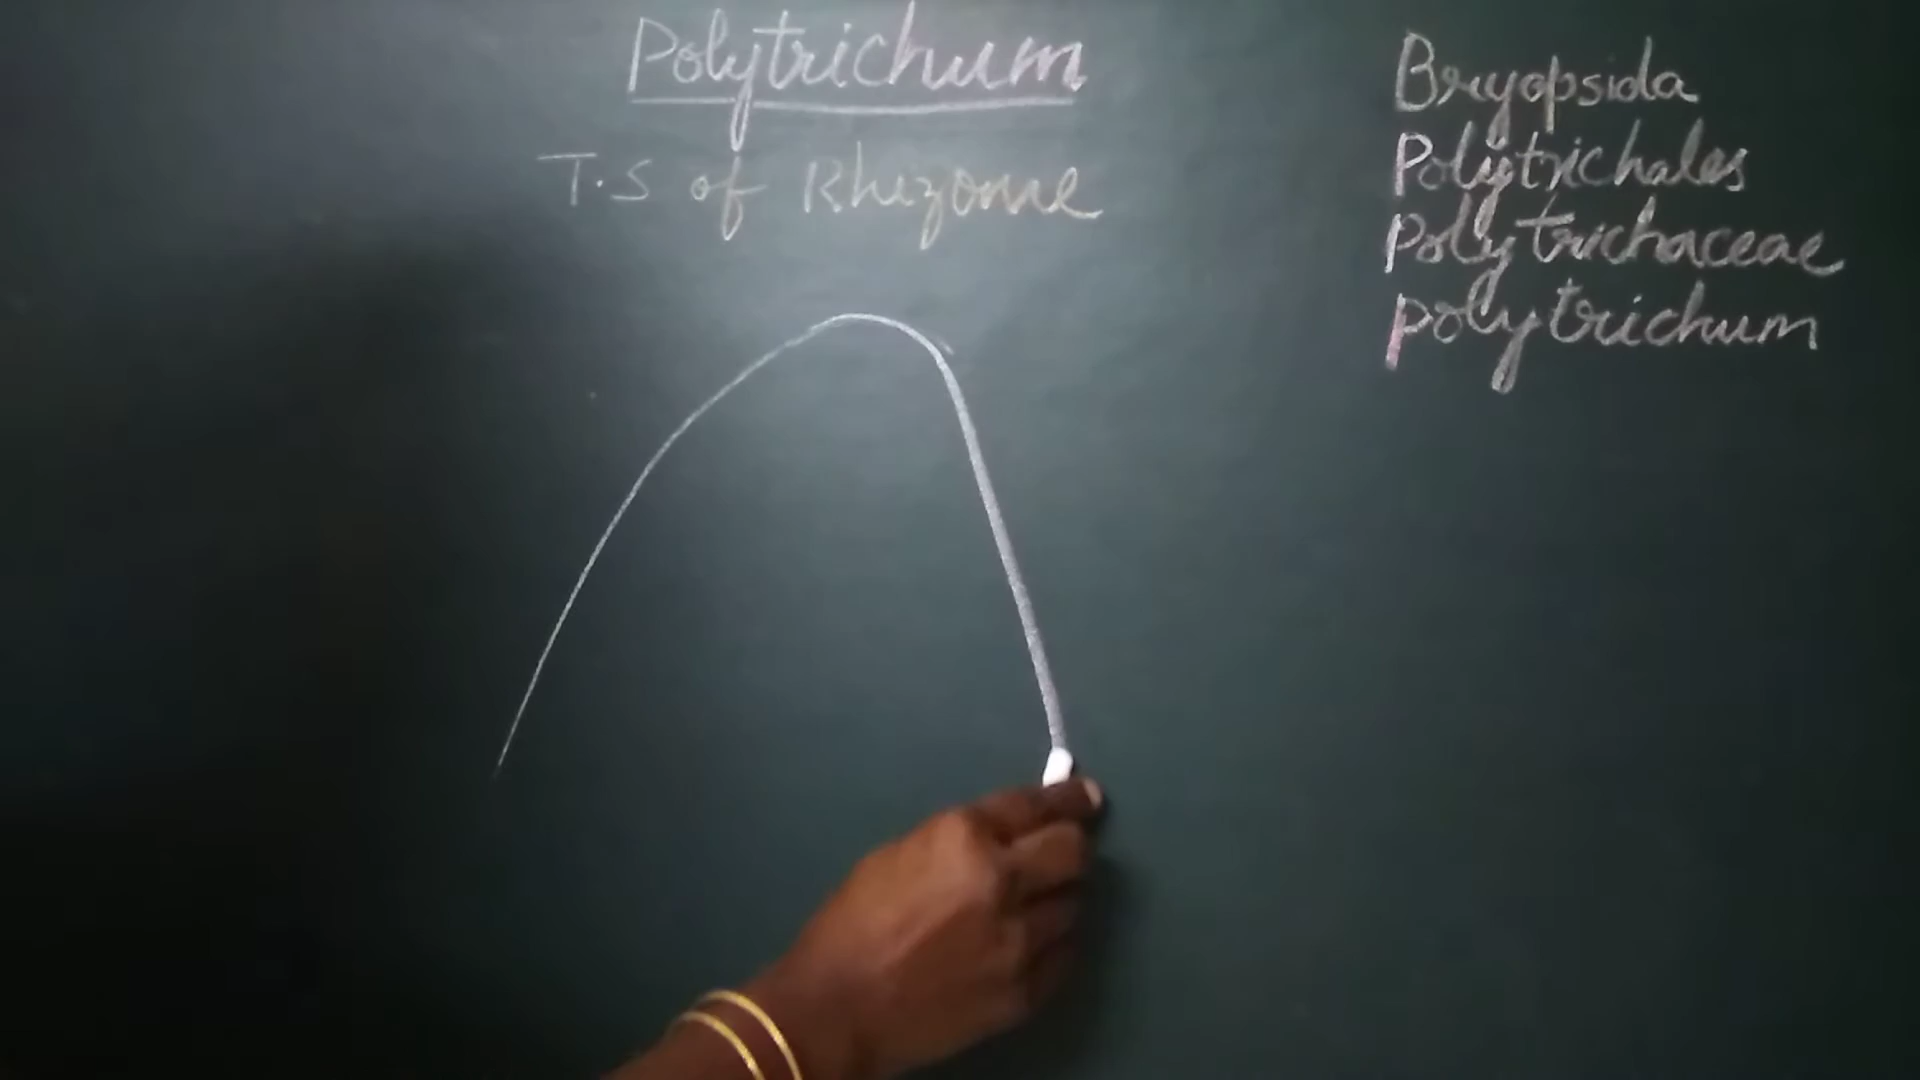 Polytrichum
T.S of Rhizome
Bryopsida
Polytrichales
Polytrichaceae
Polytrichum